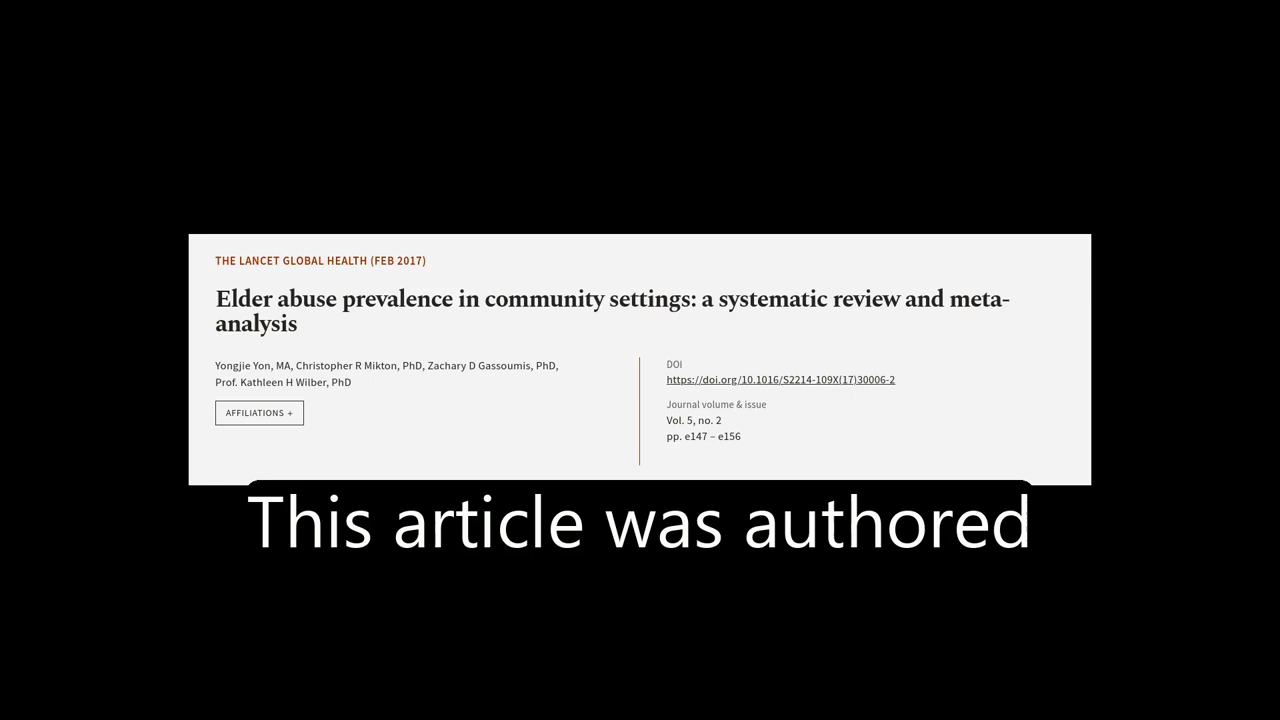 THE LANCET GLOBAL HEALTH (FEB 2017)
Elder abuse prevalence in community settings: a systematic review and meta-
analysis
Yongjie Yon, MA, Christopher R Mikton, PhD, Zachary D Gassoumis, PhD,
Prof. Kathleen H Wilber, PhD
AFFILIATIONS +
DOI
https://doi.org/10.1016/S2214-109X(17)30006-2
Journal volume & issue
Vol. 5, no. 2
pp. e147 – e156
This article was authored